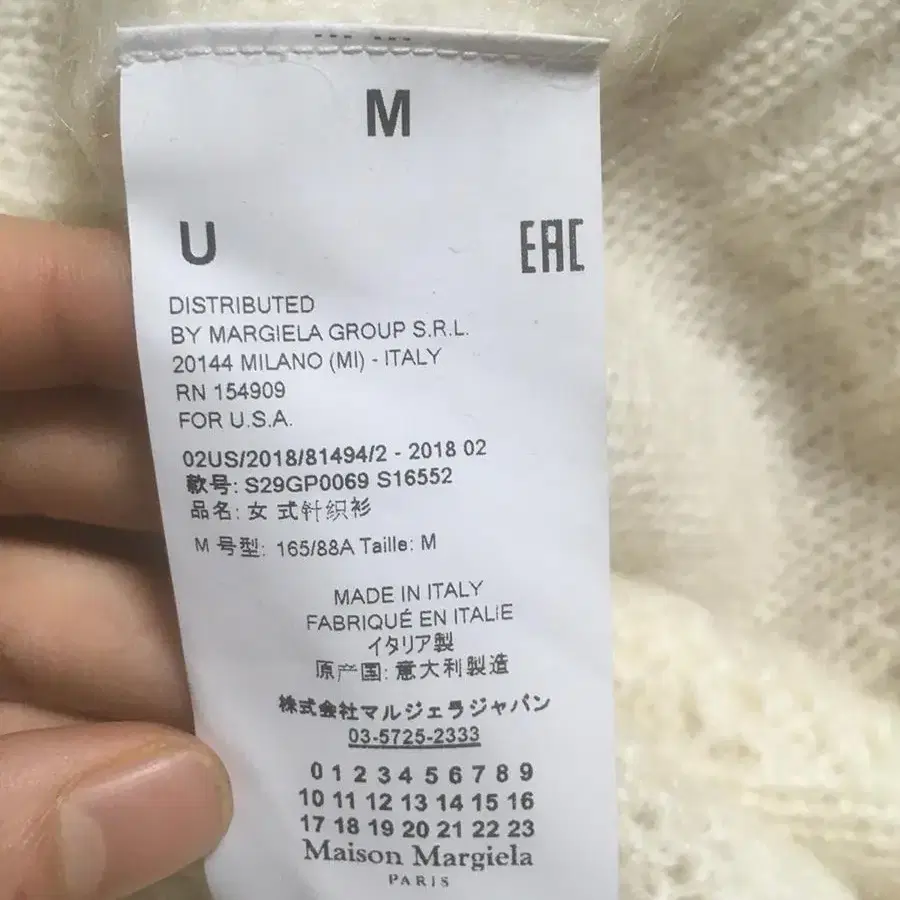 M
U
EAC
DISTRIBUTED
BY MARGIELA GROUP S.R.L.
20144 MILANO (MI) - ITALY
RN 154909
FOR U.S.A.
02US/2018/81494/2 - 2018 02
款号: S29GP0069 S16552
品名: 女 式针织衫
M 号型: 165/88A Taille: M
MADE IN ITALY
FABRIQUÉ EN ITALIE
イタリア製
原产国: 意大利製造
株式会社マルジェラジャパン
03-5725-2333
0 1 2 3 4 5 6 7 8 9
10 11 12 13 14 15 16
17 18 19 20 21 22 23
Maison Margiela
PARIS